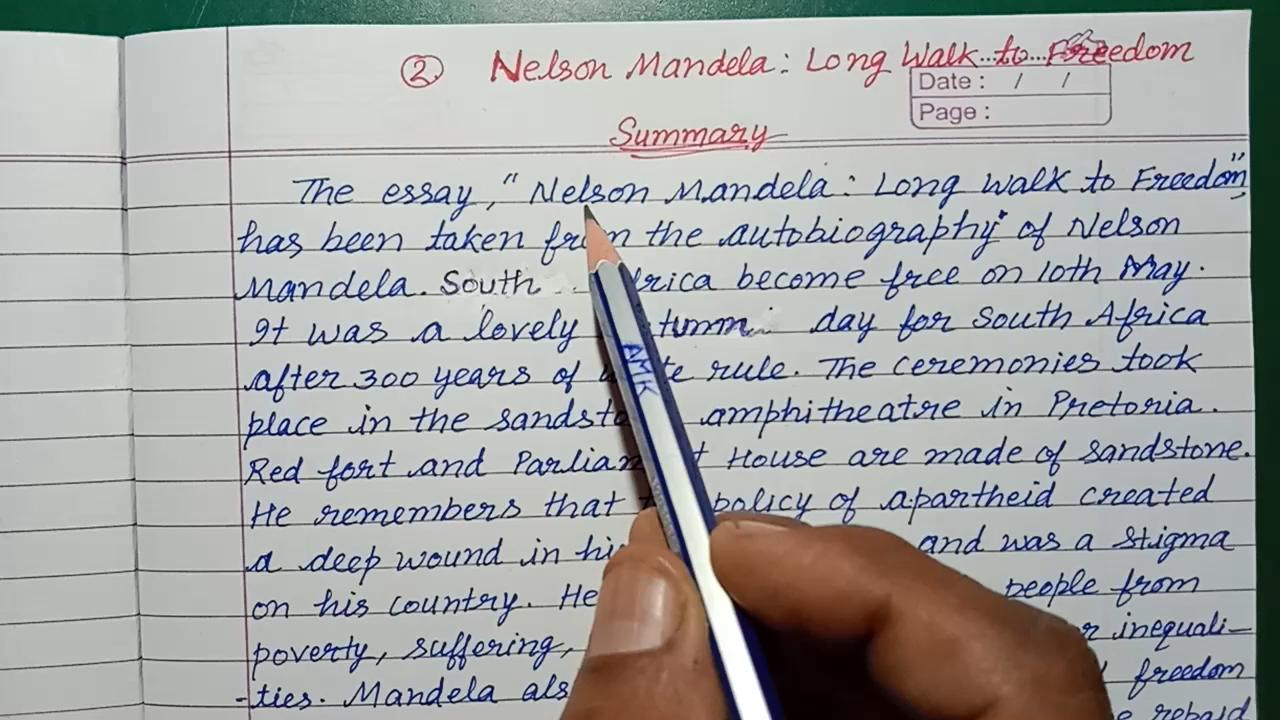 ② Nelson Mandela: Long Walk to Freedom
Date : / /
Page :
Summary
The essay, "Nelson Mandela: Long Walk to Freedom"
has been taken from the autobiography of Nelson
Mandela. South become free on 10th May.
It was a lovely day for South Africa
after 300 years of rule. The ceremonies took
place in the amphitheatre in Pretoria.
Red fort and House are made of sandstone.
He remembers that policy of apartheid created
a deep wound in and was a stigma
on his country. He people from
poverty, suffering, inequali-
-ties. Mandela freedom
AMK